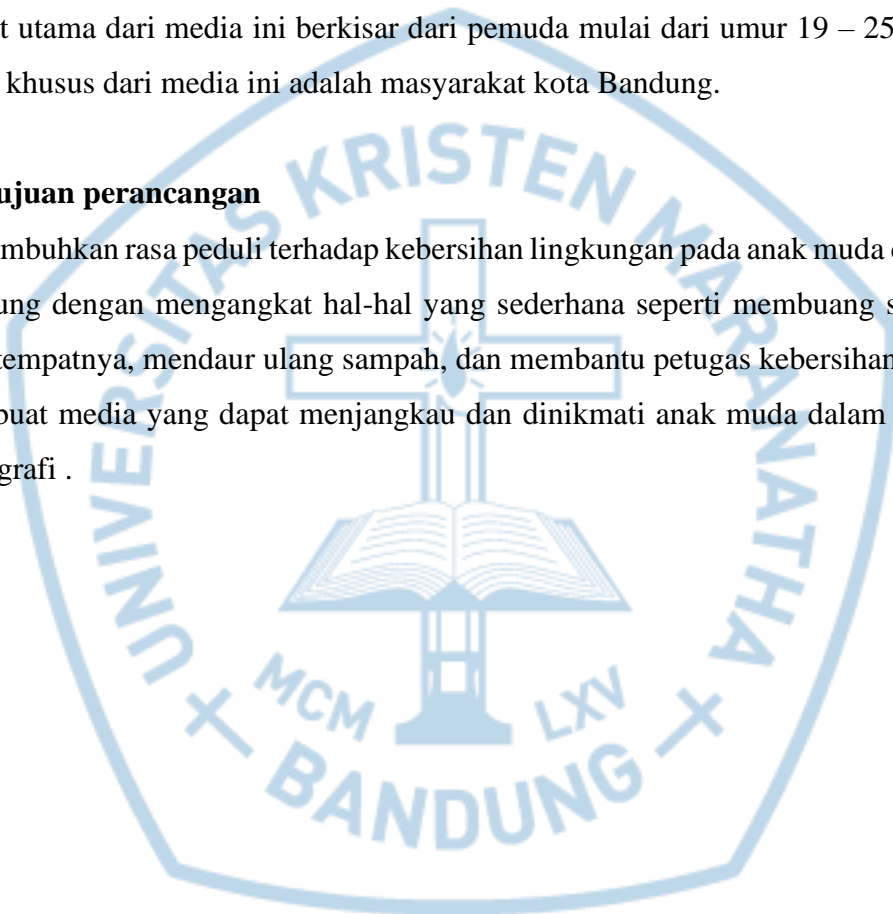 t utama dari media ini berkisar dari pemuda mulai dari umur 19 – 25
khusus dari media ini adalah masyarakat kota Bandung.
ujuan perancangan
mbuhkan rasa peduli terhadap kebersihan lingkungan pada anak muda
ung dengan mengangkat hal-hal yang sederhana seperti membuang s
tempatnya, mendaur ulang sampah, dan membantu petugas kebersihan
buat media yang dapat menjangkau dan dinikmati anak muda dalam
grafi .
UNIVERSITAS KRISTEN MARANATHA
MCM LXV
BANDUNG